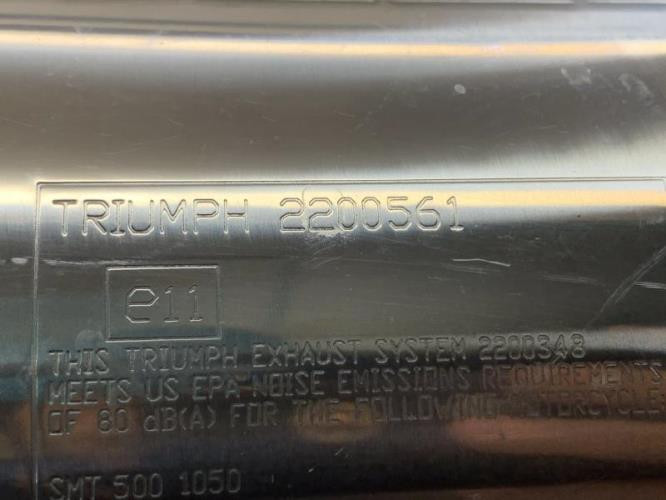 TRIUMPH 2200561
e11
THIS TRIUMPH EXHAUST SYSTEM 2200348
MEETS US EPA NOISE EMISSIONS REQUIREMENTS
OF 80 dB(A) FOR THE FOLLOWING MOTORCYCLE
SMT 500 1050